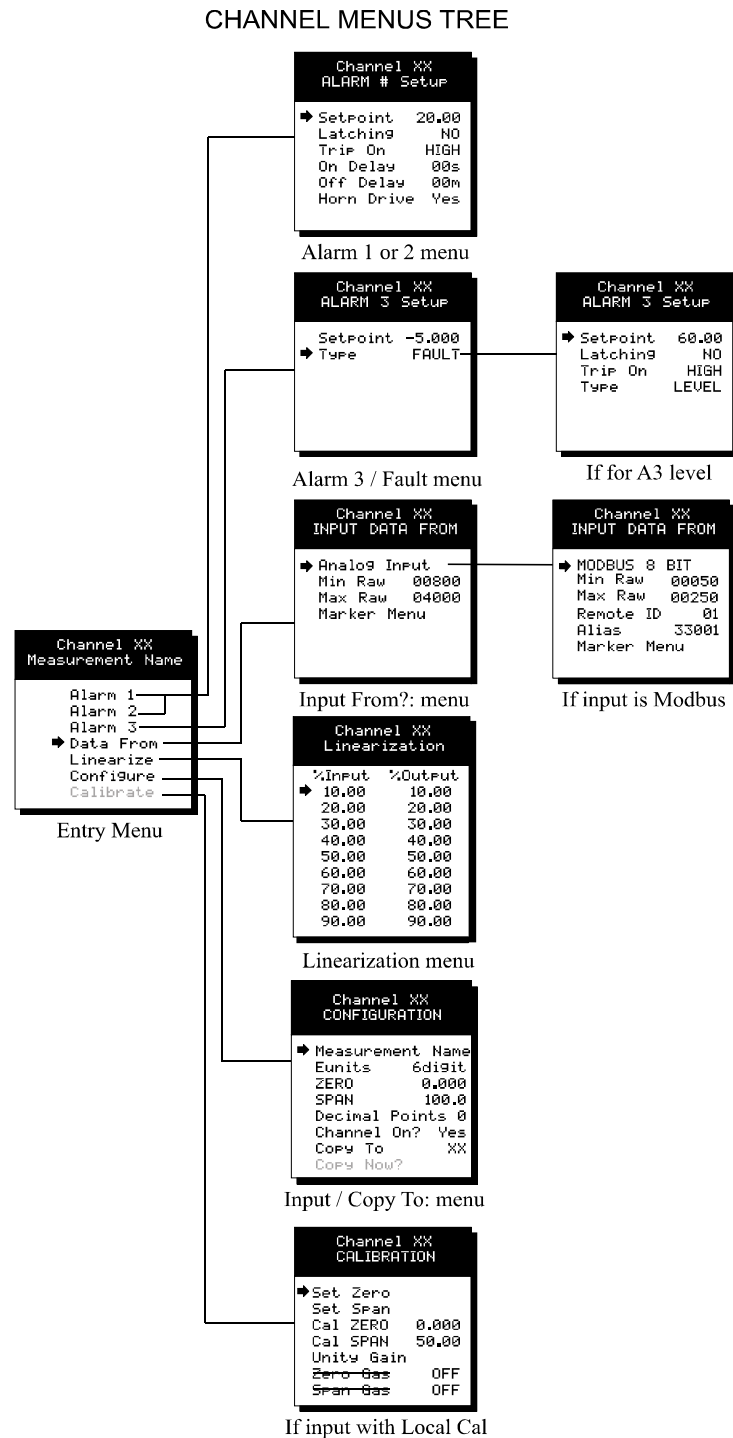 CHANNEL MENUS TREE
Channel XX
ALARM # Setup
Setpoint 20.00
Latching NO
Trip On HIGH
On Delay 00s
Off Delay 00m
Horn Drive Yes
Alarm 1 or 2 menu
Channel XX
ALARM 3 Setup
Setpoint -5.000
Type FAULT
Alarm 3 / Fault menu
Channel XX
ALARM 3 Setup
Setpoint 60.00
Latching NO
Trip On HIGH
Type LEVEL
If for A3 level
Channel XX
INPUT DATA FROM
Analog Input
Min Raw 00800
Max Raw 04000
Marker Menu
Input From?: menu
Channel XX
INPUT DATA FROM
MODBUS 8 BIT
Min Raw 00050
Max Raw 00250
Remote ID 01
Alias 33001
Marker Menu
If input is Modbus
Channel XX
Measurement Name
Alarm 1
Alarm 2
Alarm 3
Data From
Linearize
Configure
Calibrate
Entry Menu
Channel XX
Linearization
%Input %Output
10.00 10.00
20.00 20.00
30.00 30.00
40.00 40.00
50.00 50.00
60.00 60.00
70.00 70.00
80.00 80.00
90.00 90.00
Linearization menu
Channel XX
CONFIGURATION
Measurement Name
Eunits 6digit
ZERO 0.000
SPAN 100.0
Decimal Points 0
Channel On? Yes
Copy To XX
Copy Now?
Input / Copy To: menu
Channel XX
CALIBRATION
Set Zero
Set Span
Cal ZERO 0.000
Cal SPAN 50.00
Unity Gain
Zero Gas OFF
Span Gas OFF
If input with Local Cal